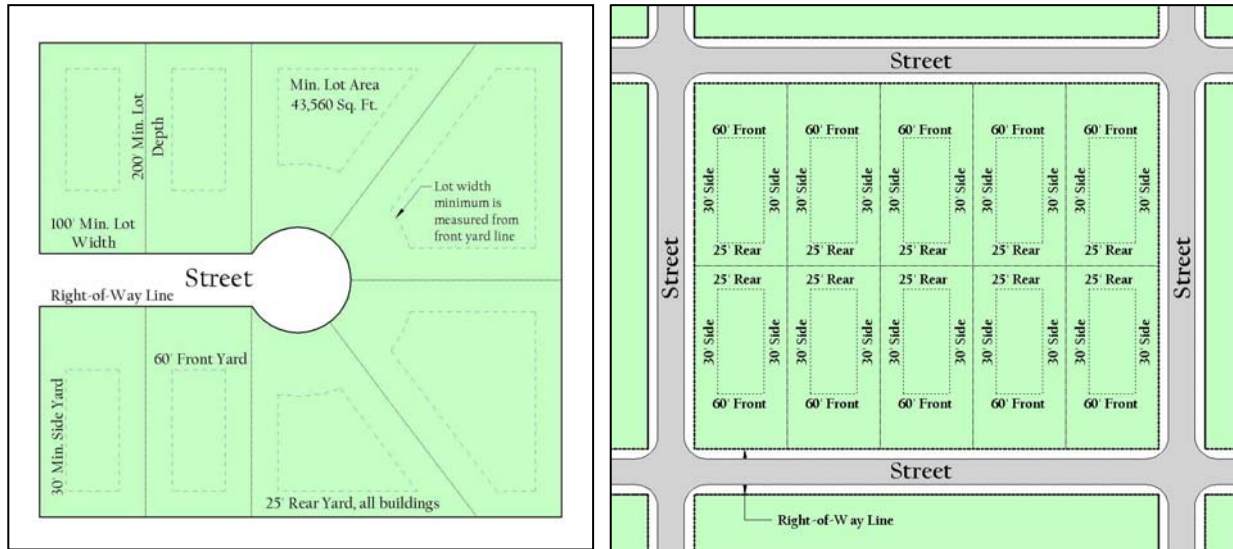 Min. Lot Area
43,560 Sq. Ft.
200' Min. Lot
Depth
Lot width
minimum is
measured from
front yard line
100' Min. Lot
Width
Street
Right-of-Way Line
60' Front Yard
30' Min. Side Yard
25' Rear Yard, all buildings
Street
60' Front 60' Front 60' Front 60' Front 60' Front
30' Side 30' Side 30' Side 30' Side 30' Side 30' Side 30' Side 30' Side 30' Side 30' Side
25' Rear 25' Rear 25' Rear 25' Rear 25' Rear
Street Street
25' Rear 25' Rear 25' Rear 25' Rear 25' Rear
30' Side 30' Side 30' Side 30' Side 30' Side 30' Side 30' Side 30' Side 30' Side 30' Side
60' Front 60' Front 60' Front 60' Front 60' Front
Street
Right-of-Way Line